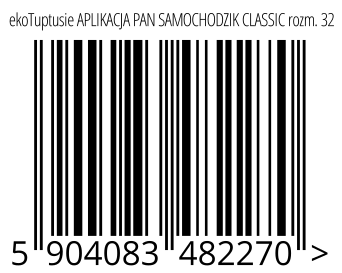 ekoTuptusie APLIKACJA PAN SAMOCHODZIK CLASSIC rozm. 32
5 904083 482270 >